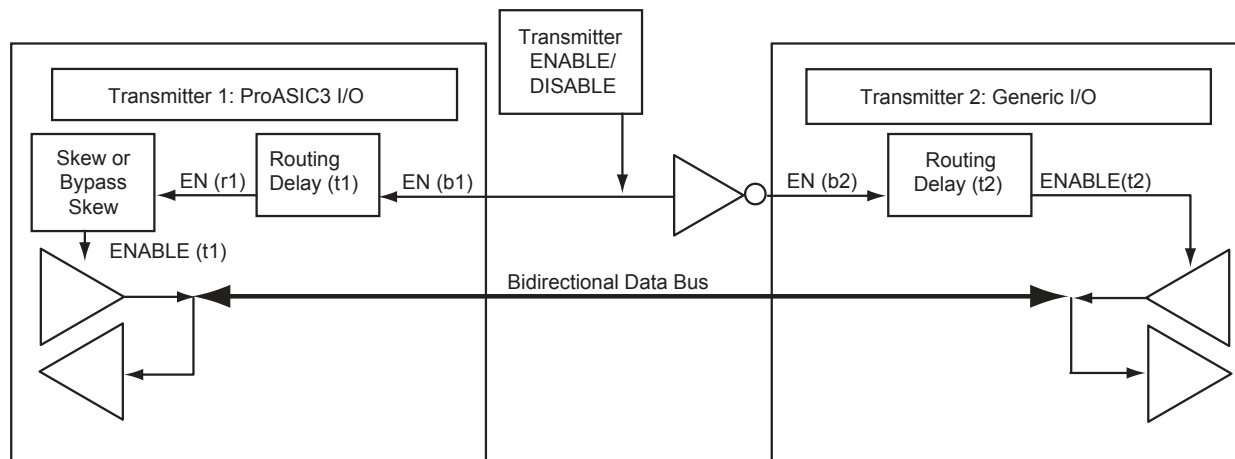 Transmitter
ENABLE/
DISABLE
Transmitter 1: ProASIC3 I/O
Transmitter 2: Generic I/O
Skew or
Bypass
Skew
EN (r1)
Routing
Delay (t1)
EN (b1)
EN (b2)
Routing
Delay (t2)
ENABLE(t2)
ENABLE (t1)
Bidirectional Data Bus